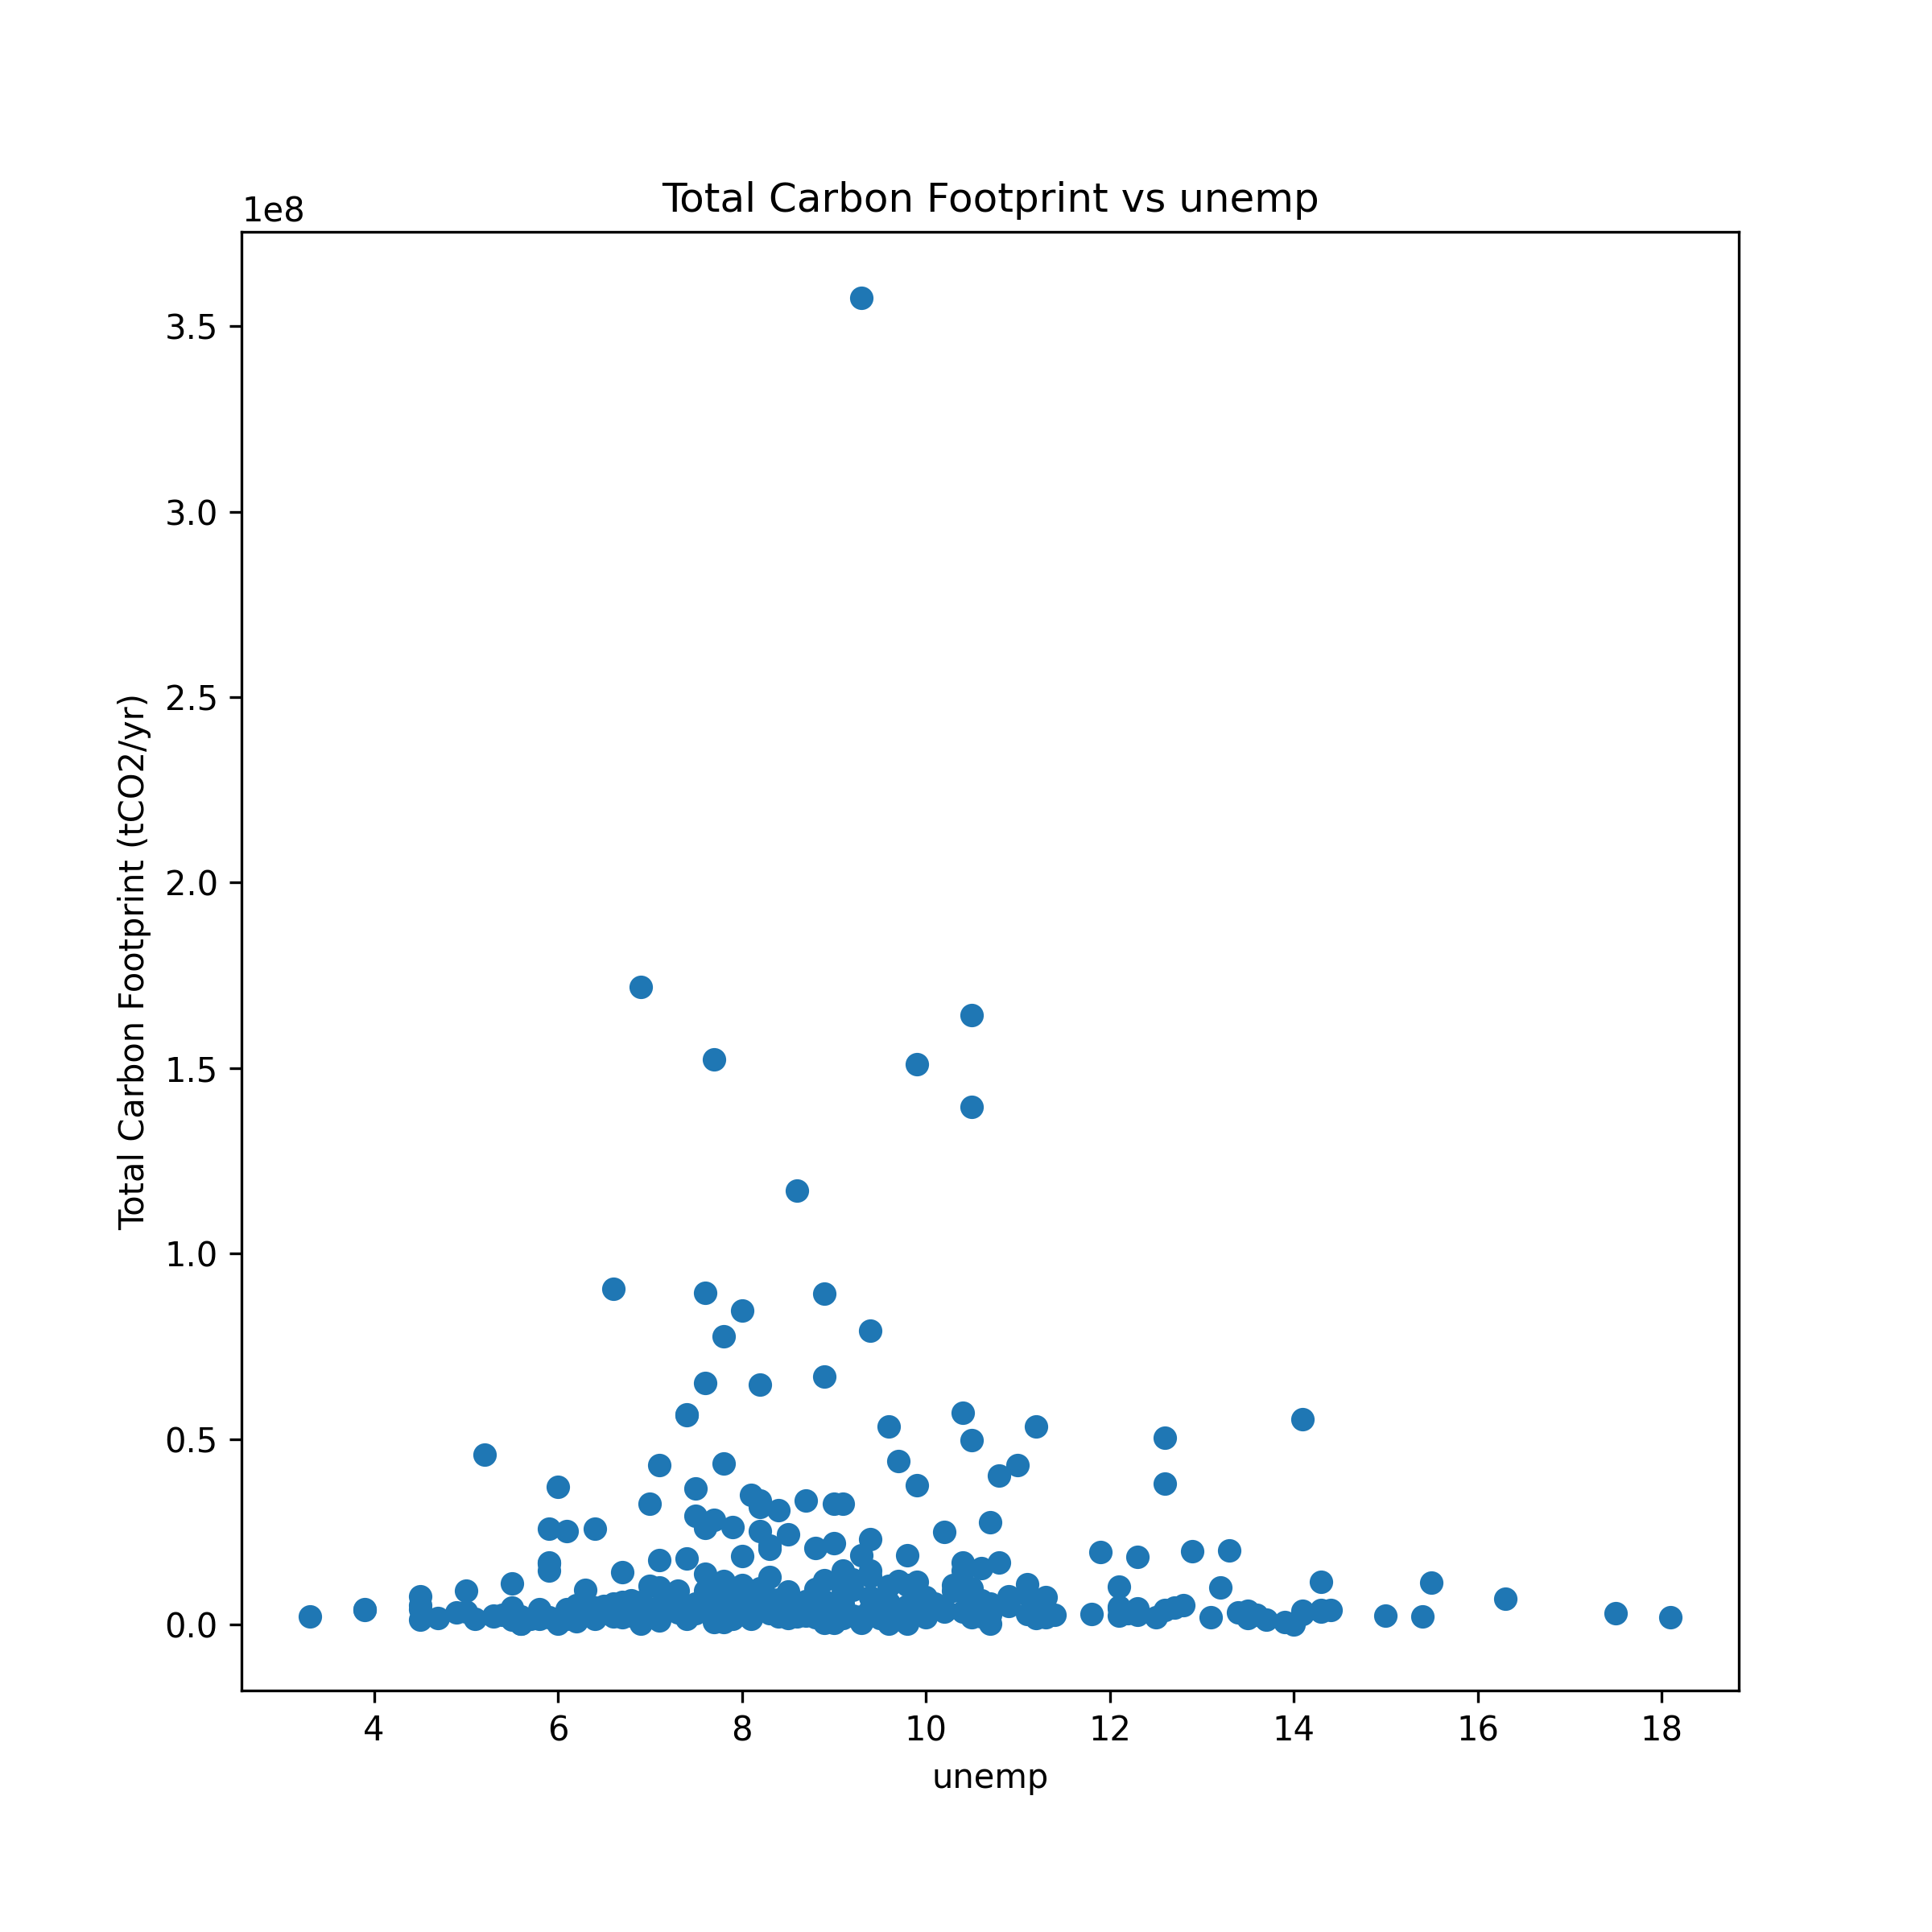 Total Carbon Footprint vs unemp
1e8
3.5
3.0
2.5
2.0
1.5
1.0
0.5
0.0
Total Carbon Footprint (tCO2/yr)
4 6 8 10 12 14 16 18
unemp